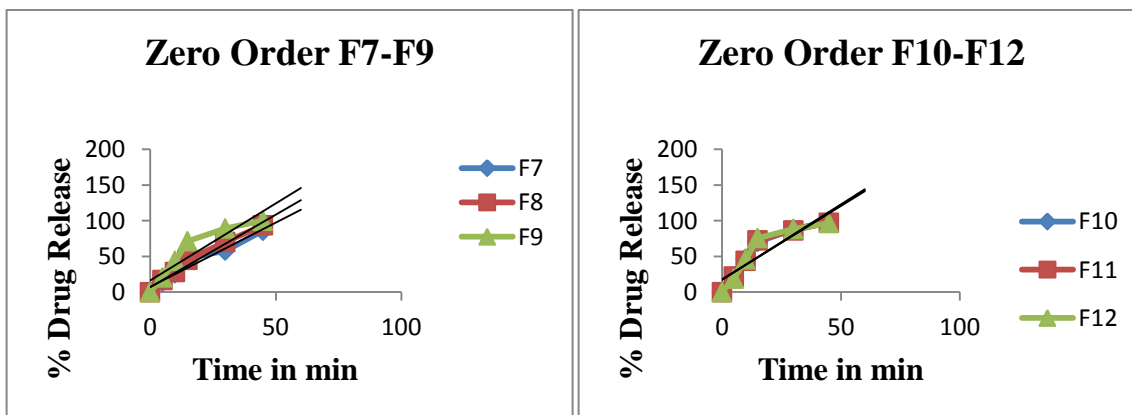 Zero Order F7-F9
% Drug Release
200
150
100
50
0
0
50
100
Time in min
F7
F8
F9
Zero Order F10-F12
% Drug Release
200
150
100
50
0
0
50
100
Time in min
F10
F11
F12